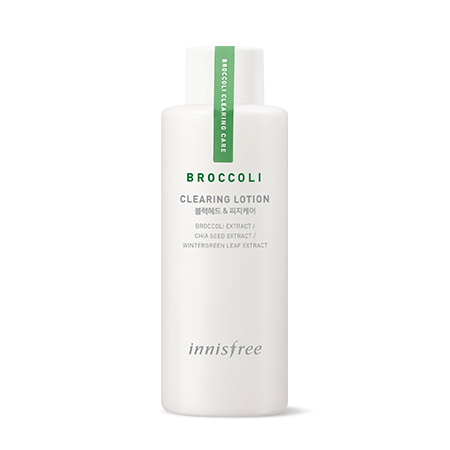 BROCCOLI CLEARING CARE
BROCCOLI
CLEARING LOTION
블랙헤드 & 피지케어
BROCCOLI EXTRACT /
CHIA SEED EXTRACT /
WINTERGREEN LEAF EXTRACT
innisfree